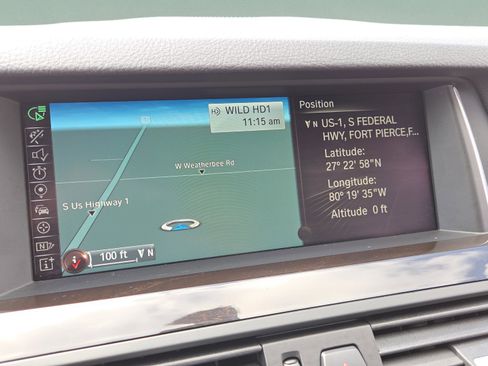 WILD HD1
11:15 am
W Weatherbee Rd
S Us Highway 1
100 ft
N
Position
N US-1, S FEDERAL
HWY, FORT PIERCE,F...
Latitude:
27° 22' 58"N
Longitude:
80° 19' 35"W
Altitude 0 ft